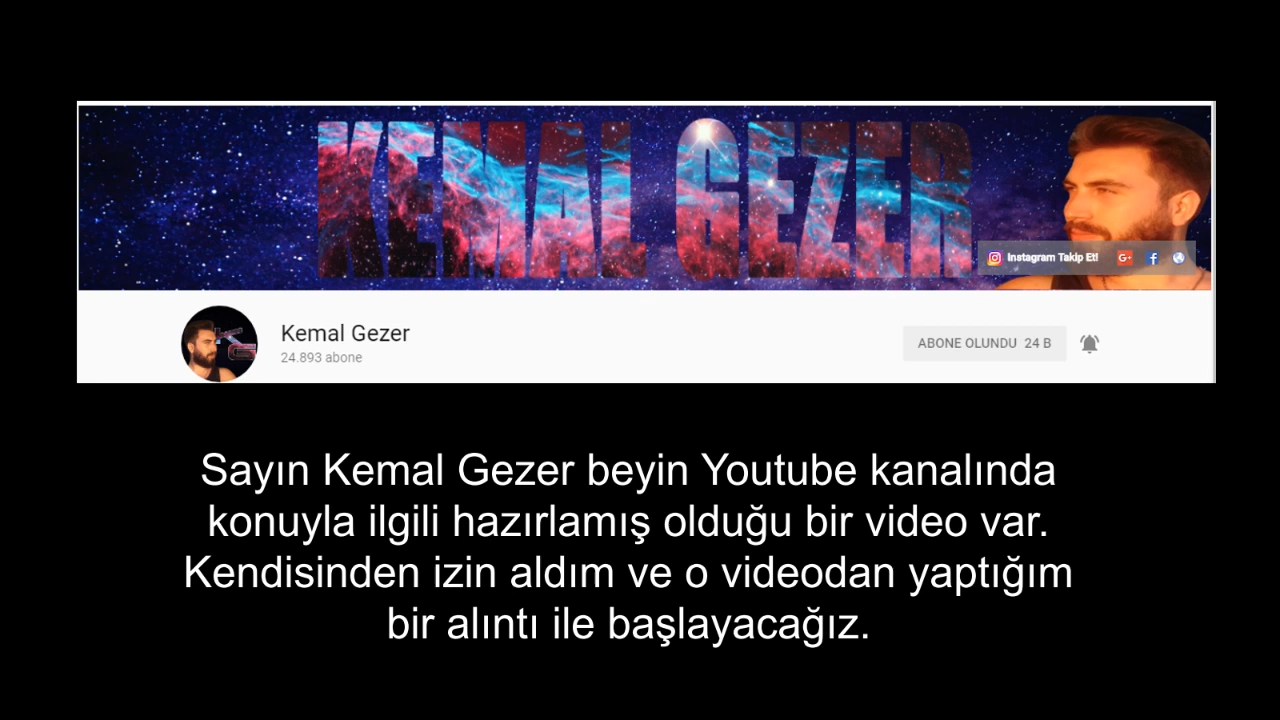 KEMAL GEZER
Instagram Takip Et!
Kemal Gezer
24.893 abone
ABONE OLUNDU 24 B
Sayın Kemal Gezer beyin Youtube kanalında
konuyla ilgili hazırlamış olduğu bir video var.
Kendisinden izin aldım ve o videodan yaptığım
bir alıntı ile başlayacağız.